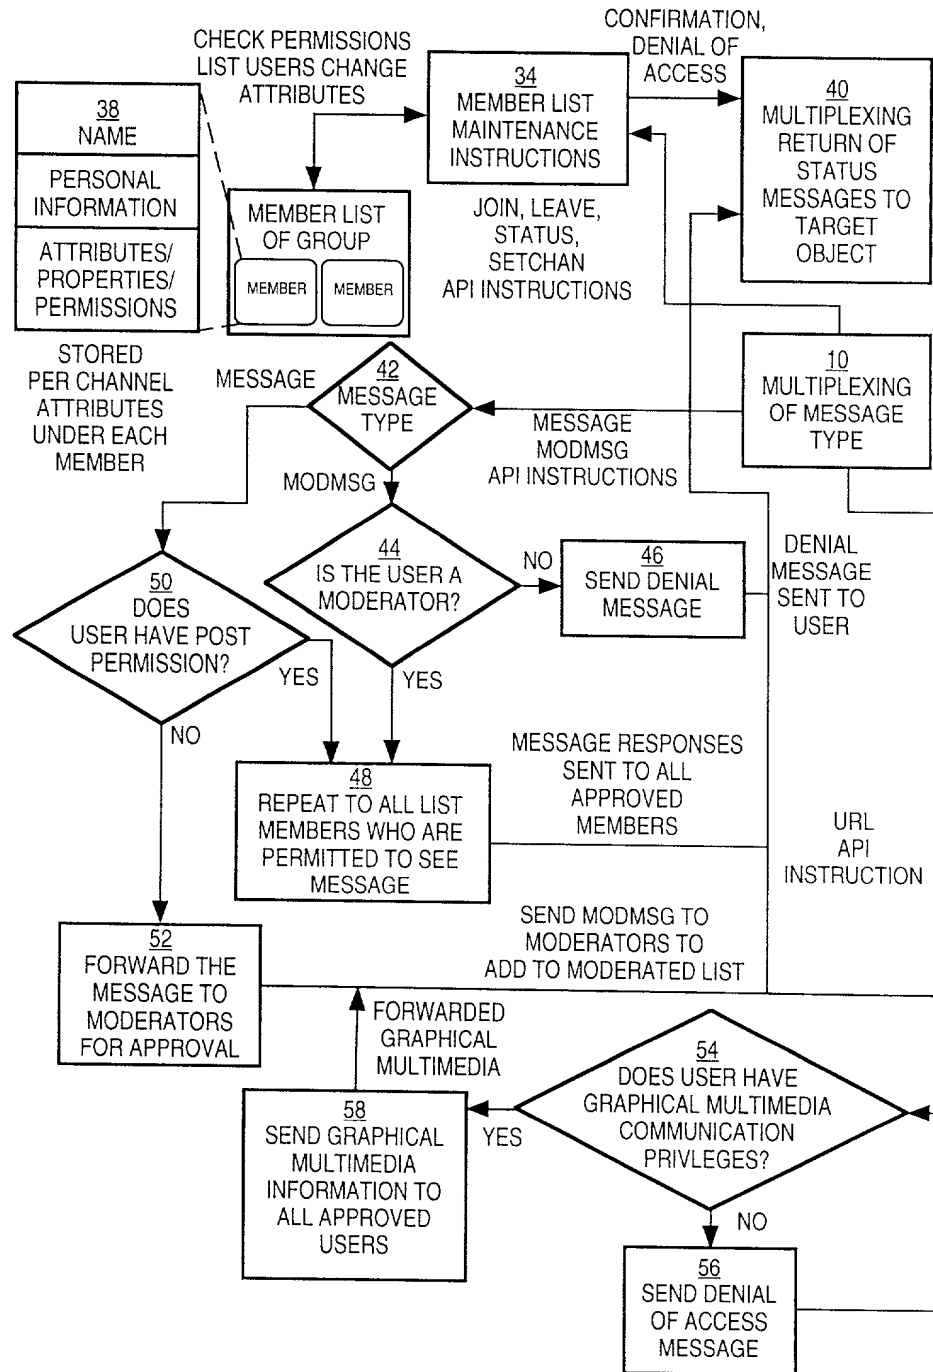 CONFIRMATION,
DENIAL OF
ACCESS
CHECK PERMISSIONS
LIST USERS CHANGE
ATTRIBUTES
38
NAME
PERSONAL
INFORMATION
ATTRIBUTES/
PROPERTIES/
PERMISSIONS
STORED
PER CHANNEL
ATTRIBUTES
UNDER EACH
MEMBER
MEMBER LIST
OF GROUP
MEMBER
MEMBER
34
MEMBER LIST
MAINTENANCE
INSTRUCTIONS
JOIN, LEAVE,
STATUS,
SETCHAN
API INSTRUCTIONS
40
MULTIPLEXING
RETURN OF
STATUS
MESSAGES TO
TARGET
OBJECT
10
MULTIPLEXING
OF MESSAGE
TYPE
MESSAGE
MODMSG
API INSTRUCTIONS
42
MESSAGE
TYPE
MESSAGE
MODMSG
44
IS THE USER A
MODERATOR?
NO
46
SEND DENIAL
MESSAGE
DENIAL
MESSAGE
SENT TO
USER
YES
50
DOES
USER HAVE POST
PERMISSION?
YES
NO
48
REPEAT TO ALL LIST
MEMBERS WHO ARE
PERMITTED TO SEE
MESSAGE
MESSAGE RESPONSES
SENT TO ALL
APPROVED
MEMBERS
URL
API
INSTRUCTION
52
FORWARD THE
MESSAGE TO
MODERATORS
FOR APPROVAL
SEND MODMSG TO
MODERATORS TO
ADD TO MODERATED LIST
FORWARDED
GRAPHICAL
MULTIMEDIA
54
DOES USER HAVE
GRAPHICAL MULTIMEDIA
COMMUNICATION
PRIVLEGES?
YES
58
SEND GRAPHICAL
MULTIMEDIA
INFORMATION TO
ALL APPROVED
USERS
NO
56
SEND DENIAL
OF ACCESS
MESSAGE